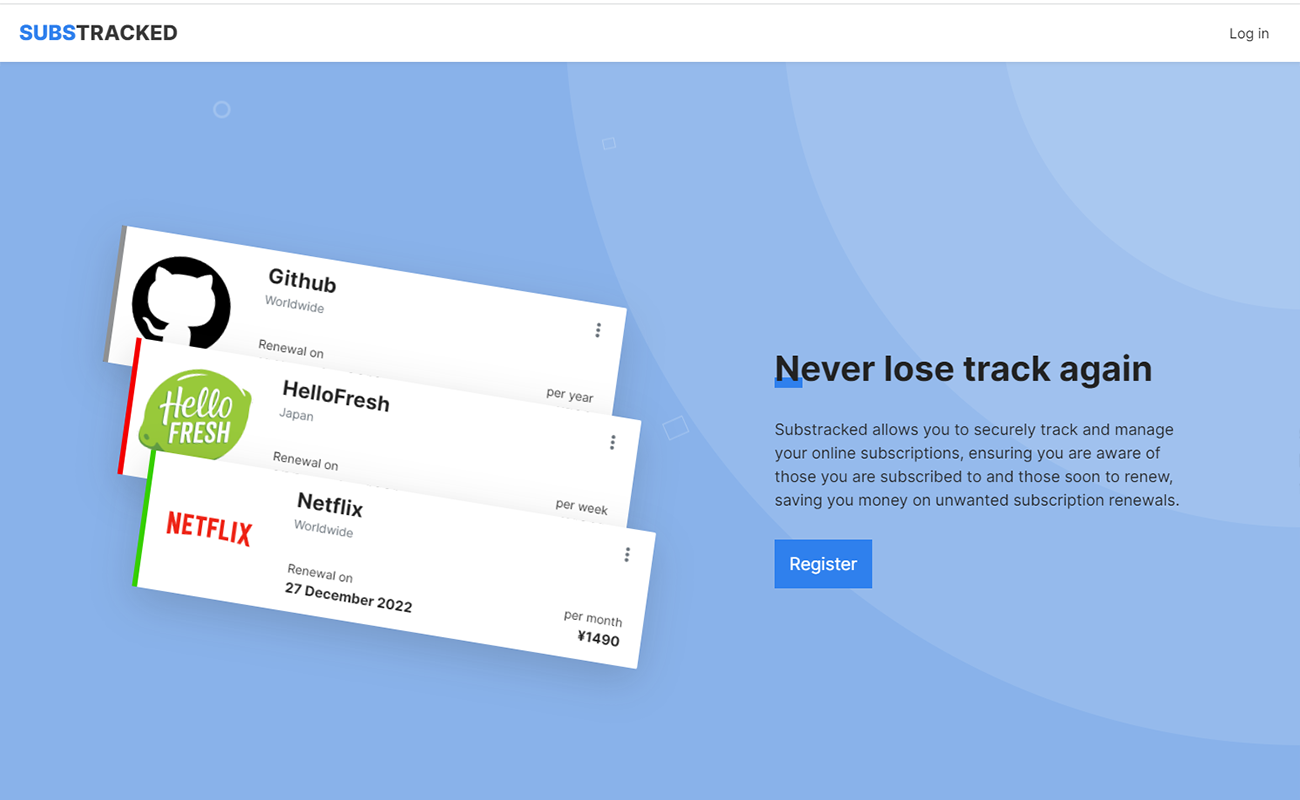 SUBSTRACKED
Log in
Github
Worldwide
Renewal on
per year
HelloFresh
Japan
Hello
FRESH
Renewal on
per week
Netflix
Worldwide
NETFLIX
Renewal on
27 December 2022
per month
¥1490
Never lose track again
Substracked allows you to securely track and manage
your online subscriptions, ensuring you are aware of
those you are subscribed to and those soon to renew,
saving you money on unwanted subscription renewals.
Register